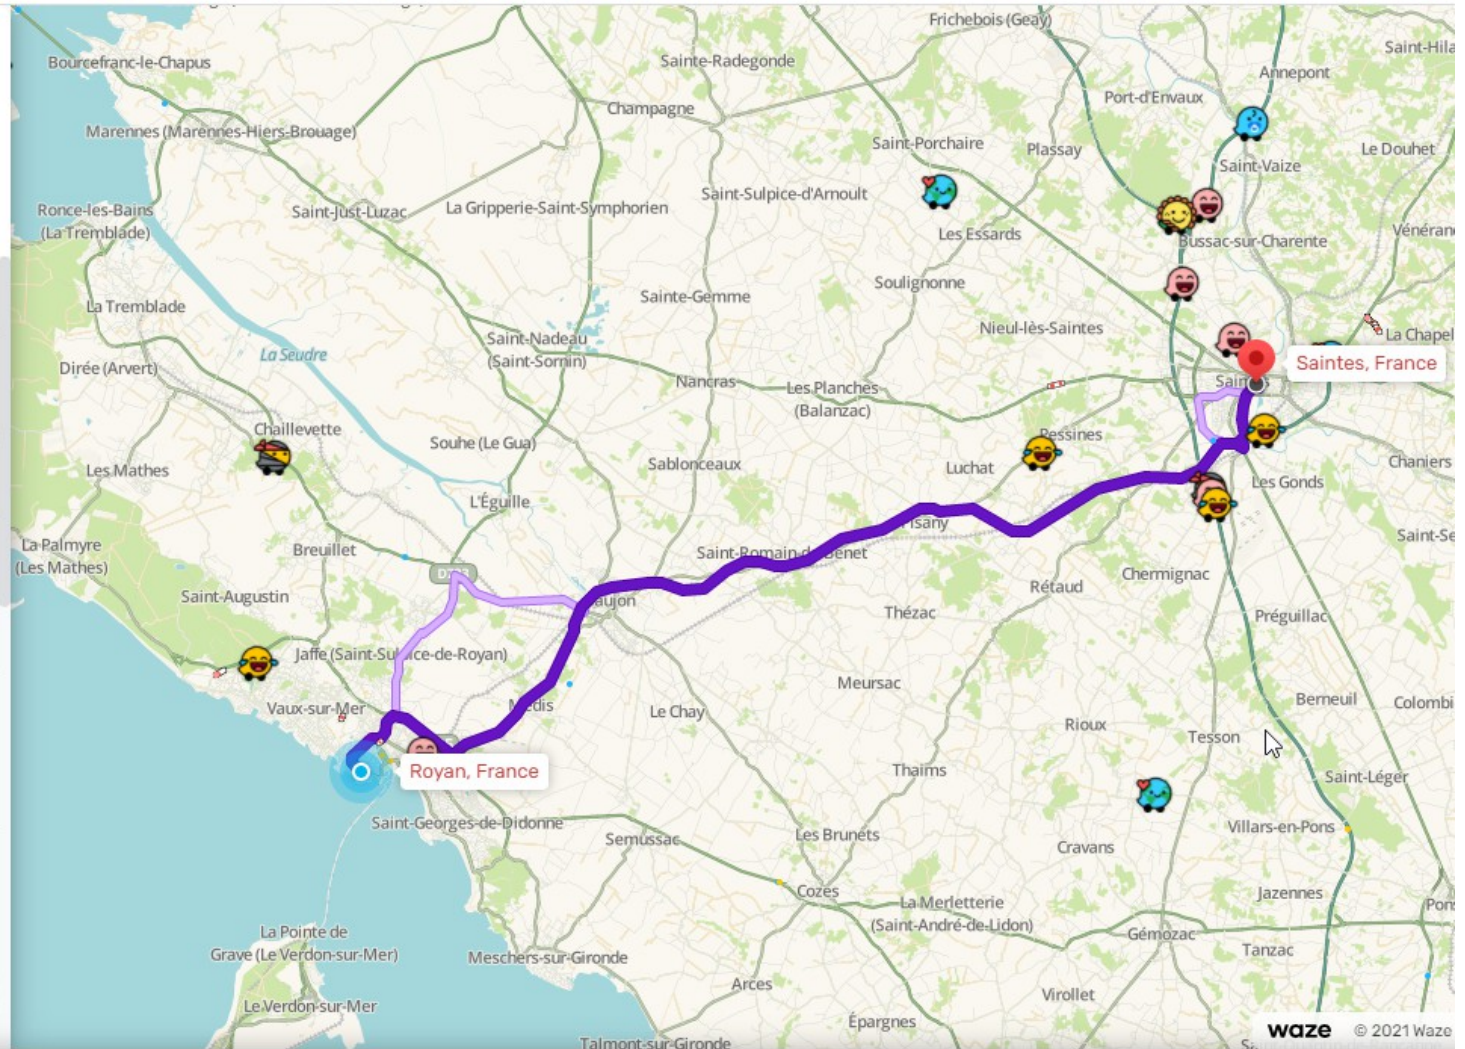 Frichebois (Geay)
Saint-Hila
Bourcefranc-le-Chapus
Sainte-Radegonde
Annepont
Champagne
Port-d'Envaux
Marennes (Marennes-Hiers-Brouage)
Saint-Porchaire
Plassay
Le Douhet
Saint-Vaize
Saint-Sulpice-d'Arnoult
Ronce-les-Bains
(La Tremblade)
Saint-Just-Luzac
La Gripperie-Saint-Symphorien
Les Essards
Bussac-sur-Charente
Vénéran
Soulignonne
La Tremblade
Sainte-Gemme
Nieul-lès-Saintes
La Chapel
Saint-Nadeau
(Saint-Sornin)
La Seudre
Saintes, France
Dirée (Arvert)
Nancras
Les Planches
(Balanzac)
Chaillevette
Souhe (Le Gua)
Pessines
Les Mathes
Sablonceaux
Luchat
Chaniers
Les Gonds
L'Éguille
La Palmyre
(Les Mathes)
Breuillet
Saint-Se
Chermignac
Rétaud
Saint-Augustin
Thézac
Préguillac
Meursac
Vaux-sur-Mer
Le Chay
Berneuil
Colombi
Rioux
Tesson
Royan, France
Thaims
Saint-Léger
Saint-Georges-de-Didonne
Semussac
Les Brunets
Villars-en-Pons
Cravans
Cozes
Jazennes
La Merletterie
(Saint-André-de-Lidon)
Pon
La Pointe de
Grave (Le Verdon-sur-Mer)
Meschers-sur-Gironde
Gémozac
Tanzac
Arces
Le Verdon-sur-Mer
Virollet
Épargnes
Talmont-sur-Gironde
waze © 2021 Waze